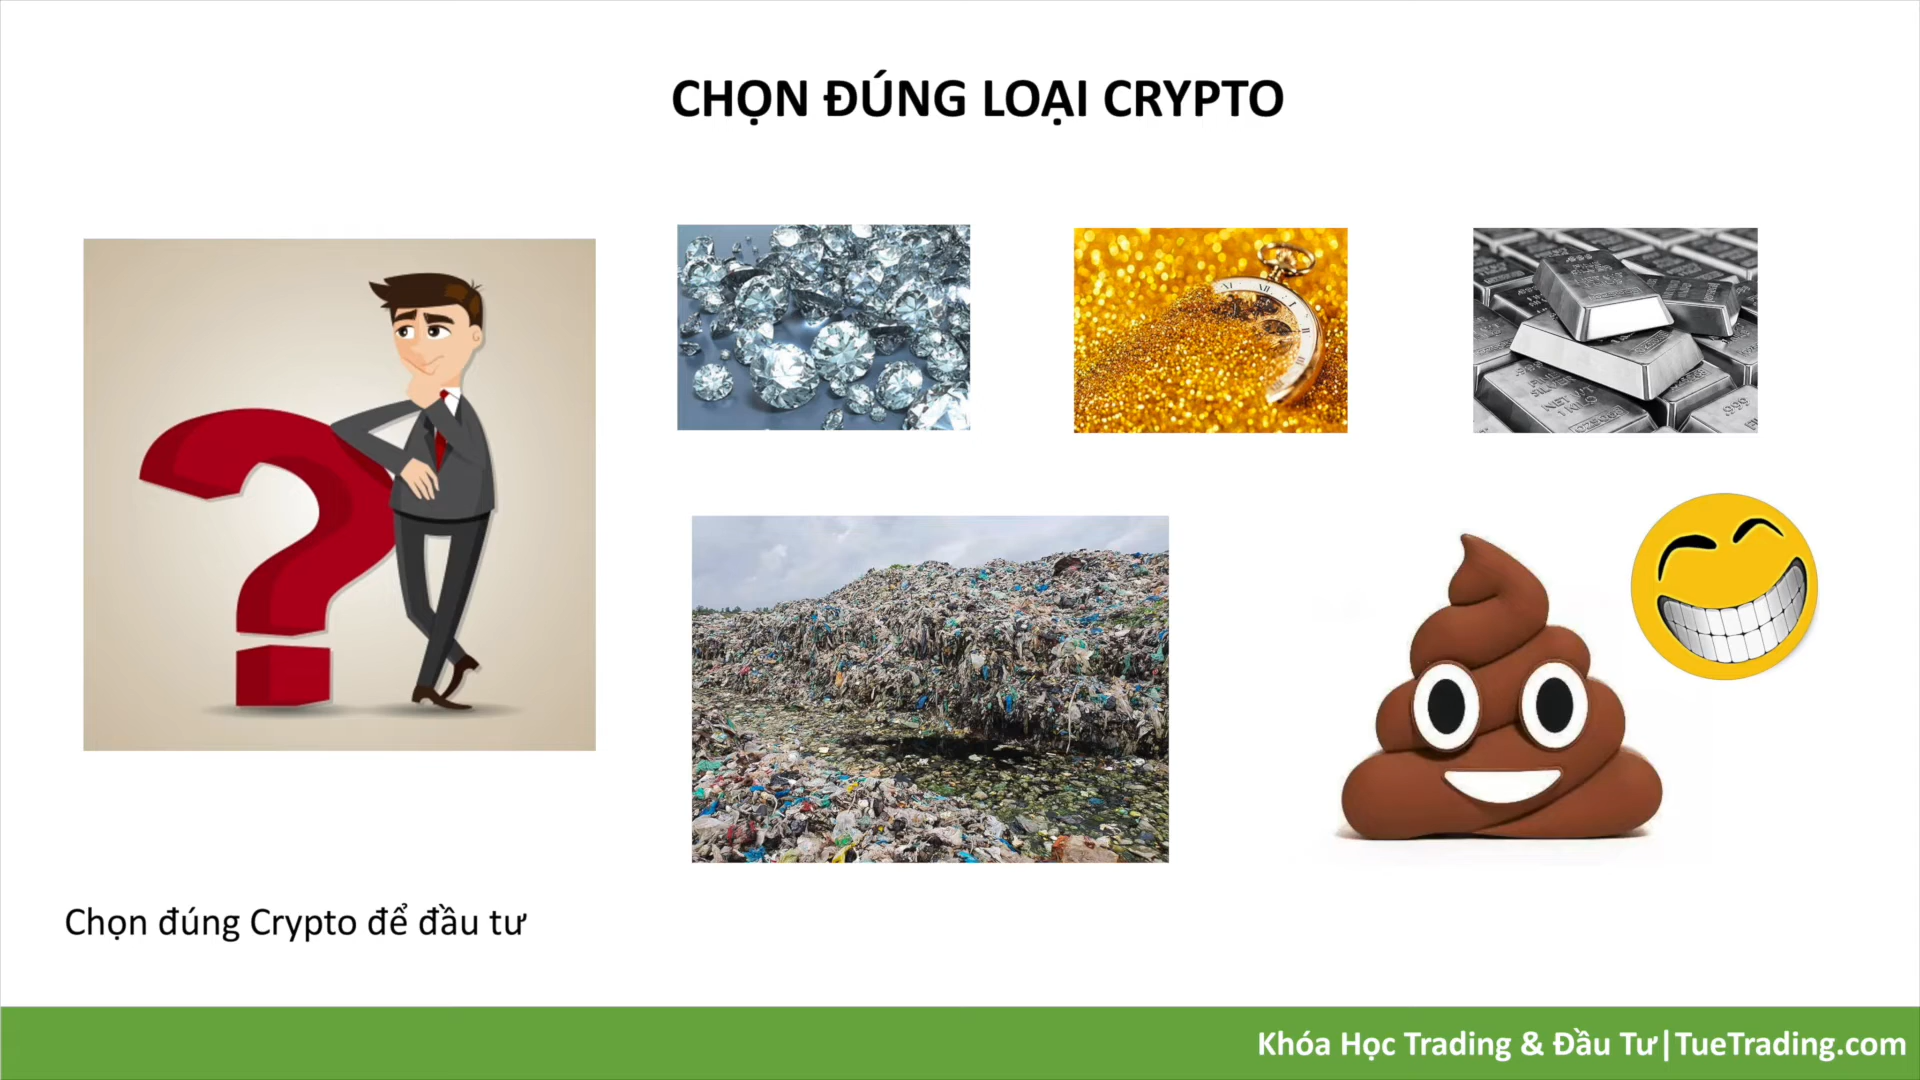 CHỌN ĐÚNG LOẠI CRYPTO
Chọn đúng Crypto để đầu tư
Khóa Học Trading & Đầu Tư|TueTrading.com